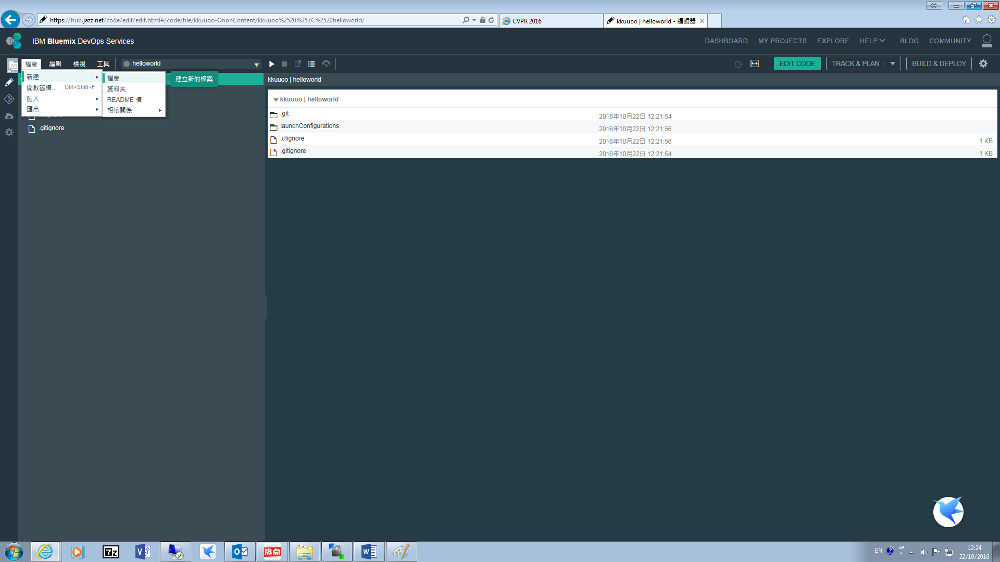 https://hub.jazz.net/code/edit/edit.html#/code/file/kkuuoo-OrionContent/kkuuoo%2520%257C%2520helloworld/
CVPR 2016
kkuuoo | helloworld - 編輯器
IBM Bluemix DevOps Services
DASHBOARD
MY PROJECTS
EXPLORE
HELP
BLOG
COMMUNITY
檔案
編輯
檢視
工具
helloworld
EDIT CODE
TRACK & PLAN
BUILD & DEPLOY
新建
開啟舊檔... Ctrl+Shift+F
匯入
匯出
檔案
資料夾
README 檔
相依關係
建立新的檔案
.gitignore
kkuuoo | helloworld
kkuuoo | helloworld
.git 2016年10月22日 12:21:54
launchConfigurations 2016年10月22日 12:21:56
.cfignore 2016年10月22日 12:21:56 1 KB
.gitignore 2016年10月22日 12:21:54 1 KB
7z
热点
EN
12:24
22/10/2016